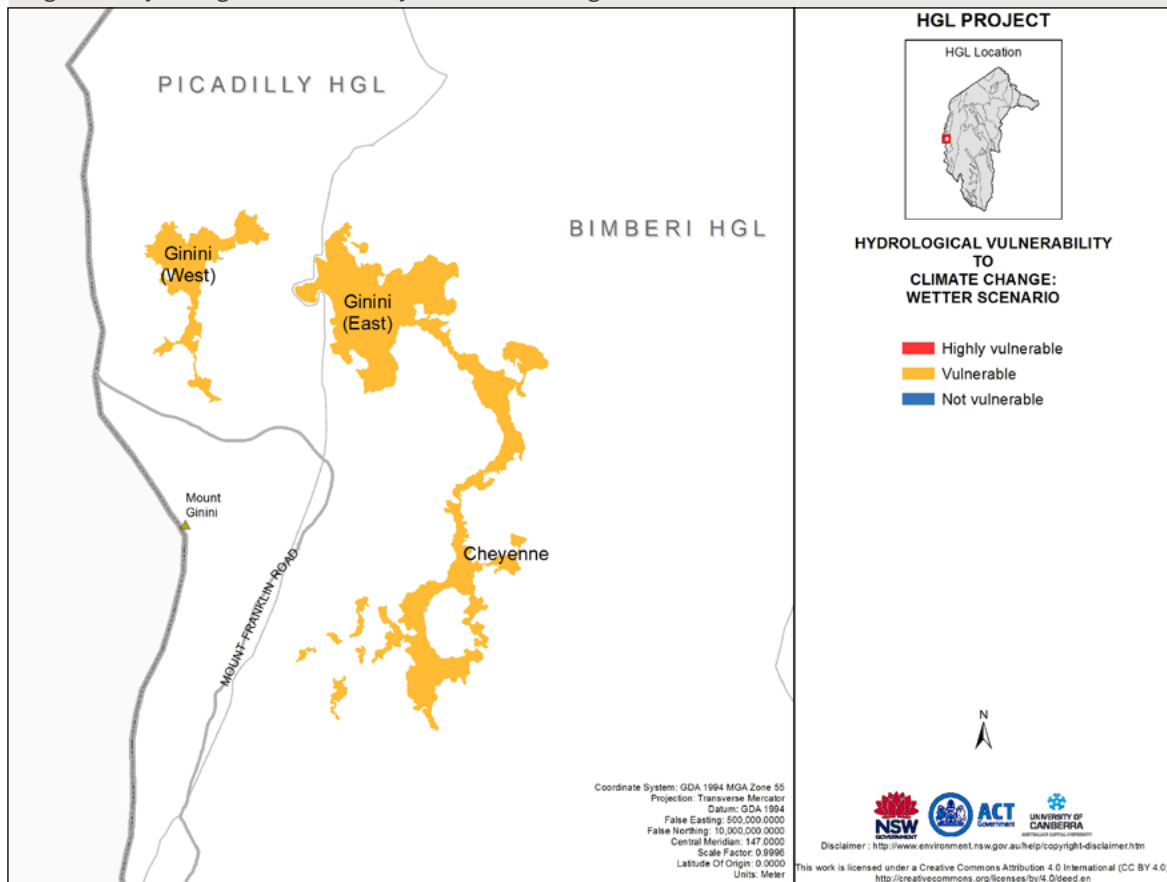 PICADILLY HGL
BIMBERI HGL
Ginini
(West)
Ginini
(East)
Cheyenne
Mount
Ginini
MOUNT FRANKLIN ROAD
Coordinate System: GDA 1994 MGA Zone 55
Projection: Transverse Mercator
Datum: GDA 1994
False Easting: 500,000.0000
False Northing: 10,000,000.0000
Central Meridian: 147.0000
Scale Factor: 0.9996
Latitude Of Origin: 0.0000
Units: Meter
HGL PROJECT
HGL Location
HYDROLOGICAL VULNERABILITY
TO
CLIMATE CHANGE:
WETTER SCENARIO
Highly vulnerable
Vulnerable
Not vulnerable
N
NSW
GOVERNMENT
ACT
Government
UNIVERSITY OF
CANBERRA
Disclaimer : http://www.environment.nsw.gov.au/help/copyright-disclaimer.htm
This work is licensed under a Creative Commons Attribution 4.0 International (CC BY 4.0)
http://creativecommons.org/licenses/by/4.0/deed.en